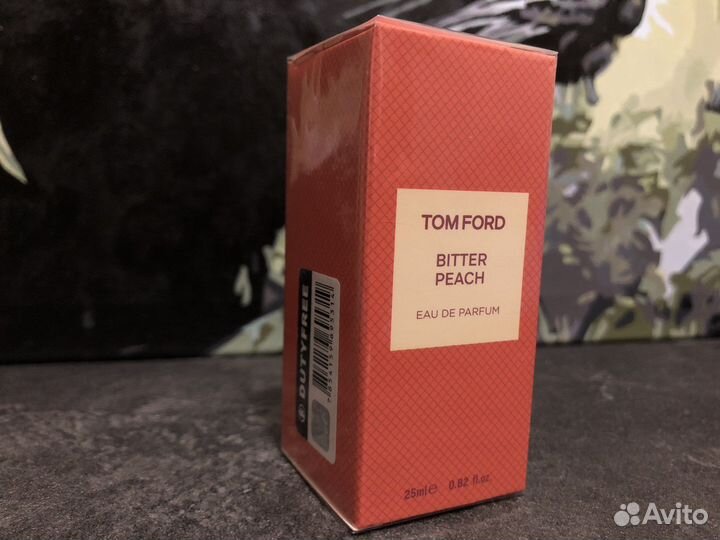 TOM FORD
BITTER
PEACH
EAU DE PARFUM
25ml e 0.82 fl.oz.
DUTYFREE
Avito